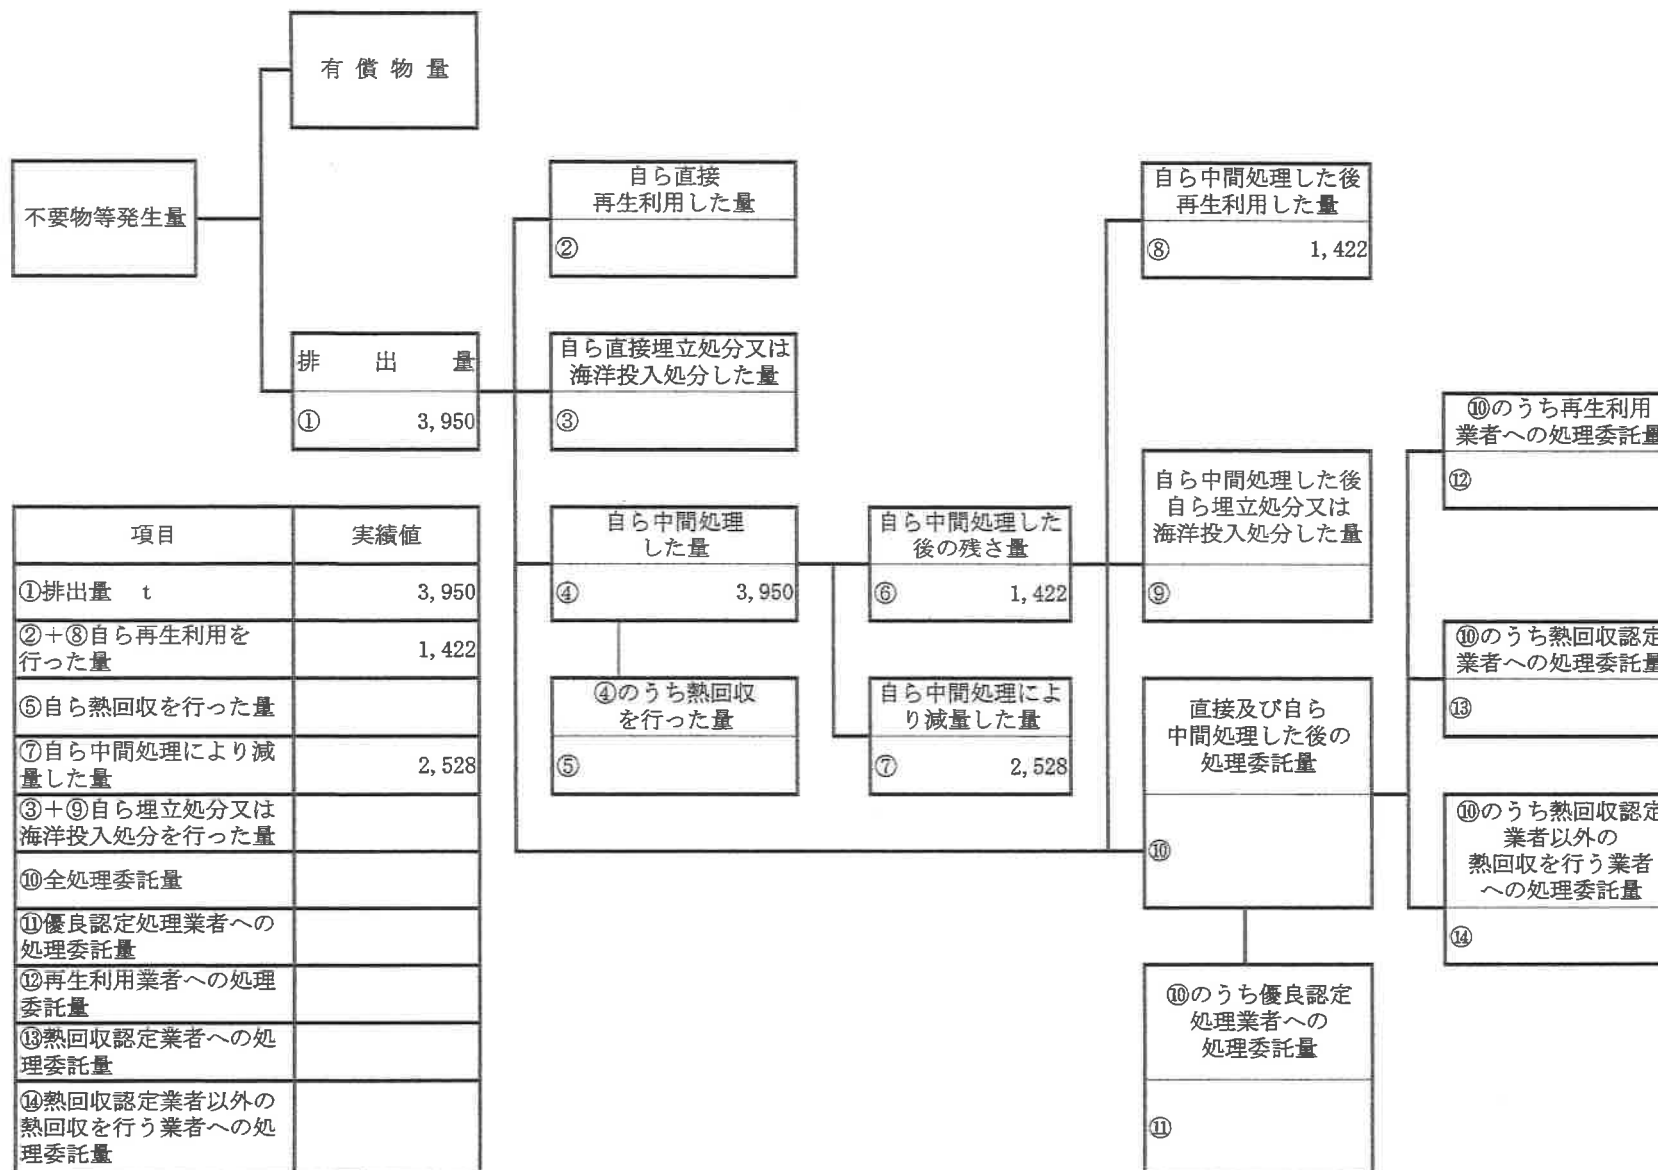 有償物量
不要物等発生量
自ら直接
再生利用した量
②
自ら中間処理した後
再生利用した量
⑧ 1,422
排出量
① 3,950
自ら直接埋立処分又は
海洋投入処分した量
③
⑩のうち再生利用
業者への処理委託量
⑫
自ら中間処理した後
自ら埋立処分又は
海洋投入処分した量
⑨
自ら中間処理
した量
④ 3,950
自ら中間処理した
後の残さ量
⑥ 1,422
⑩のうち熱回収認定
業者への処理委託量
⑬
④のうち熱回収
を行った量
⑤
自ら中間処理によ
り減量した量
⑦ 2,528
直接及び自ら
中間処理した後の
処理委託量
⑩
⑩のうち熱回収認定
業者以外の
熱回収を行う業者
への処理委託量
⑭
⑩のうち優良認定
処理業者への
処理委託量
⑪
項目 実績値
①排出量 t 3,950
②+⑧自ら再生利用を
行った量 1,422
⑤自ら熱回収を行った量
⑦自ら中間処理により減
量した量 2,528
③+⑨自ら埋立処分又は
海洋投入処分を行った量
⑩全処理委託量
⑪優良認定処理業者への
処理委託量
⑫再生利用業者への処理
委託量
⑬熱回収認定業者への処
理委託量
⑭熱回収認定業者以外の
熱回収を行う業者への処
理委託量